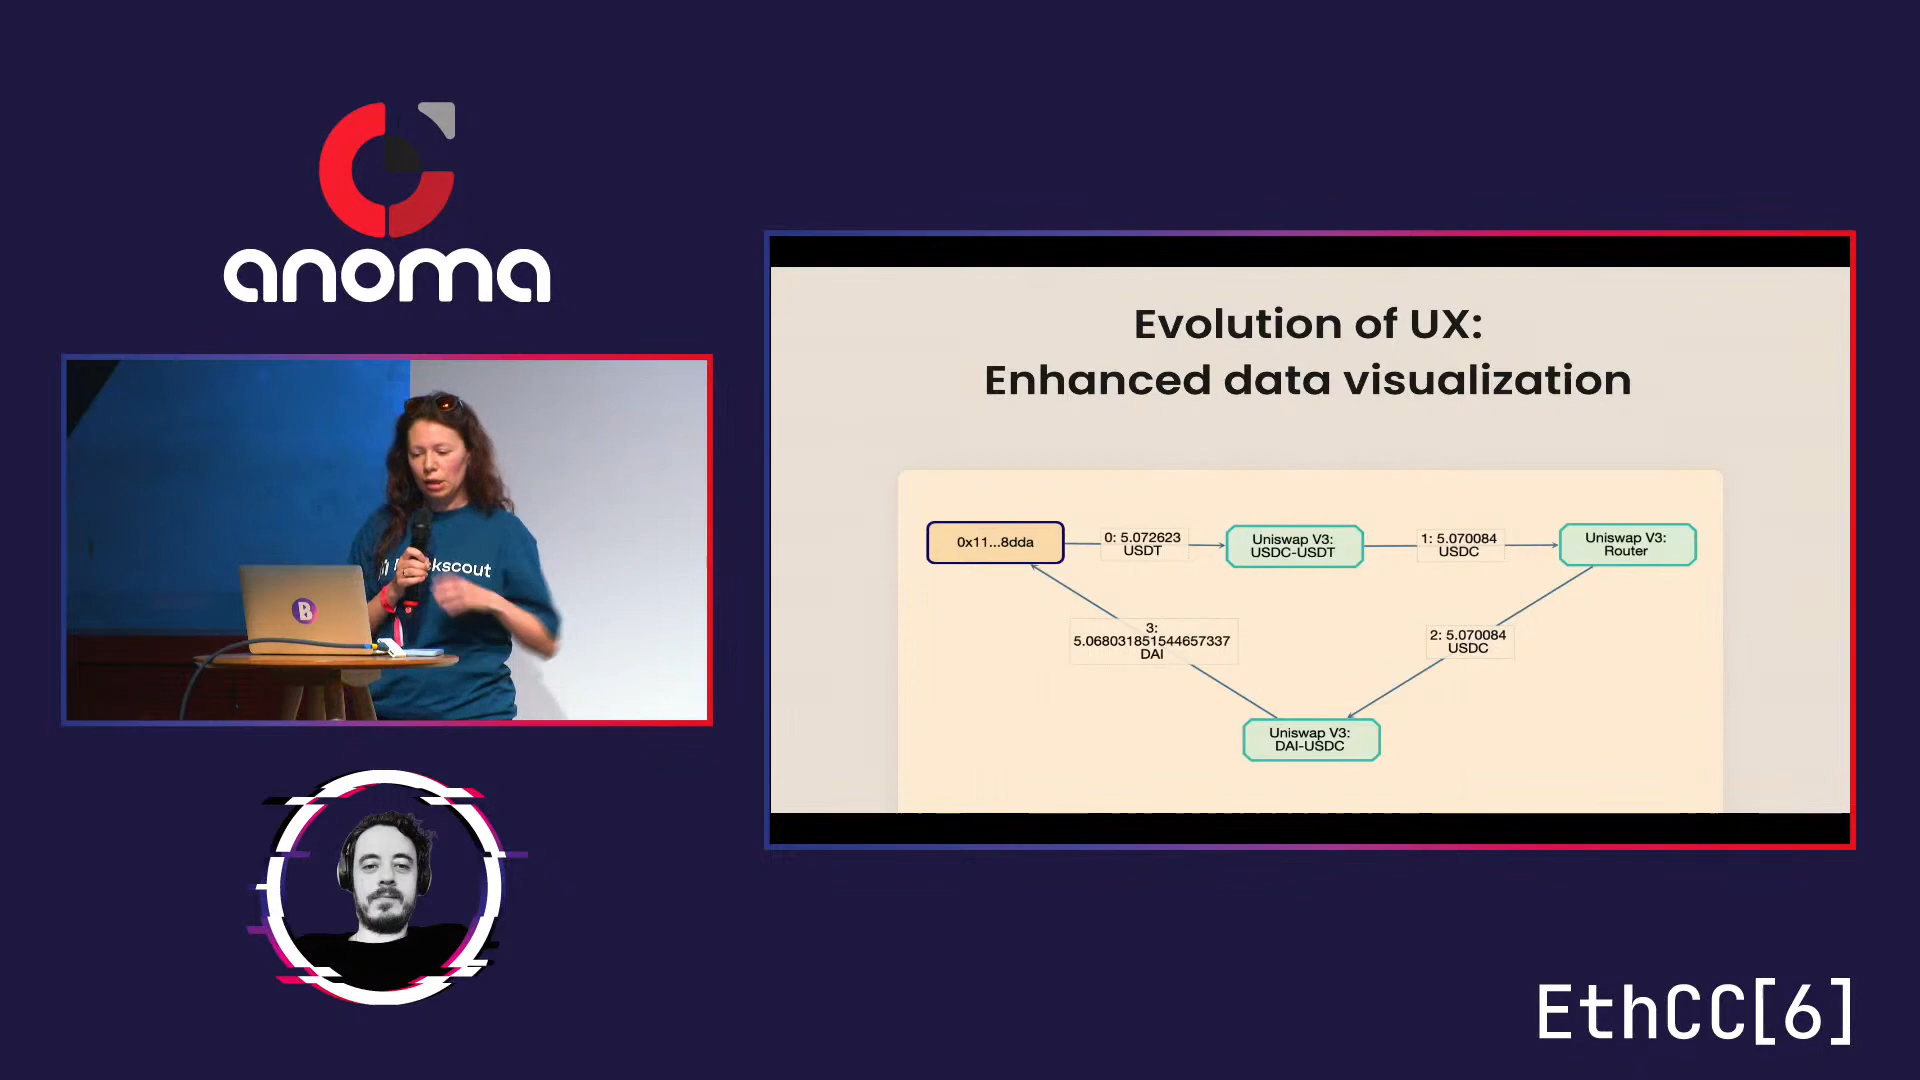 anoma
Evolution of UX:
Enhanced data visualization
0x11...8dda
0: 5.072623
USDT
Uniswap V3:
USDC-USDT
1: 5.070084
USDC
Uniswap V3:
Router
3:
5.068031851544657337
DAI
2: 5.070084
USDC
Uniswap V3:
DAI-USDC
kscout
B
EthCC[6]